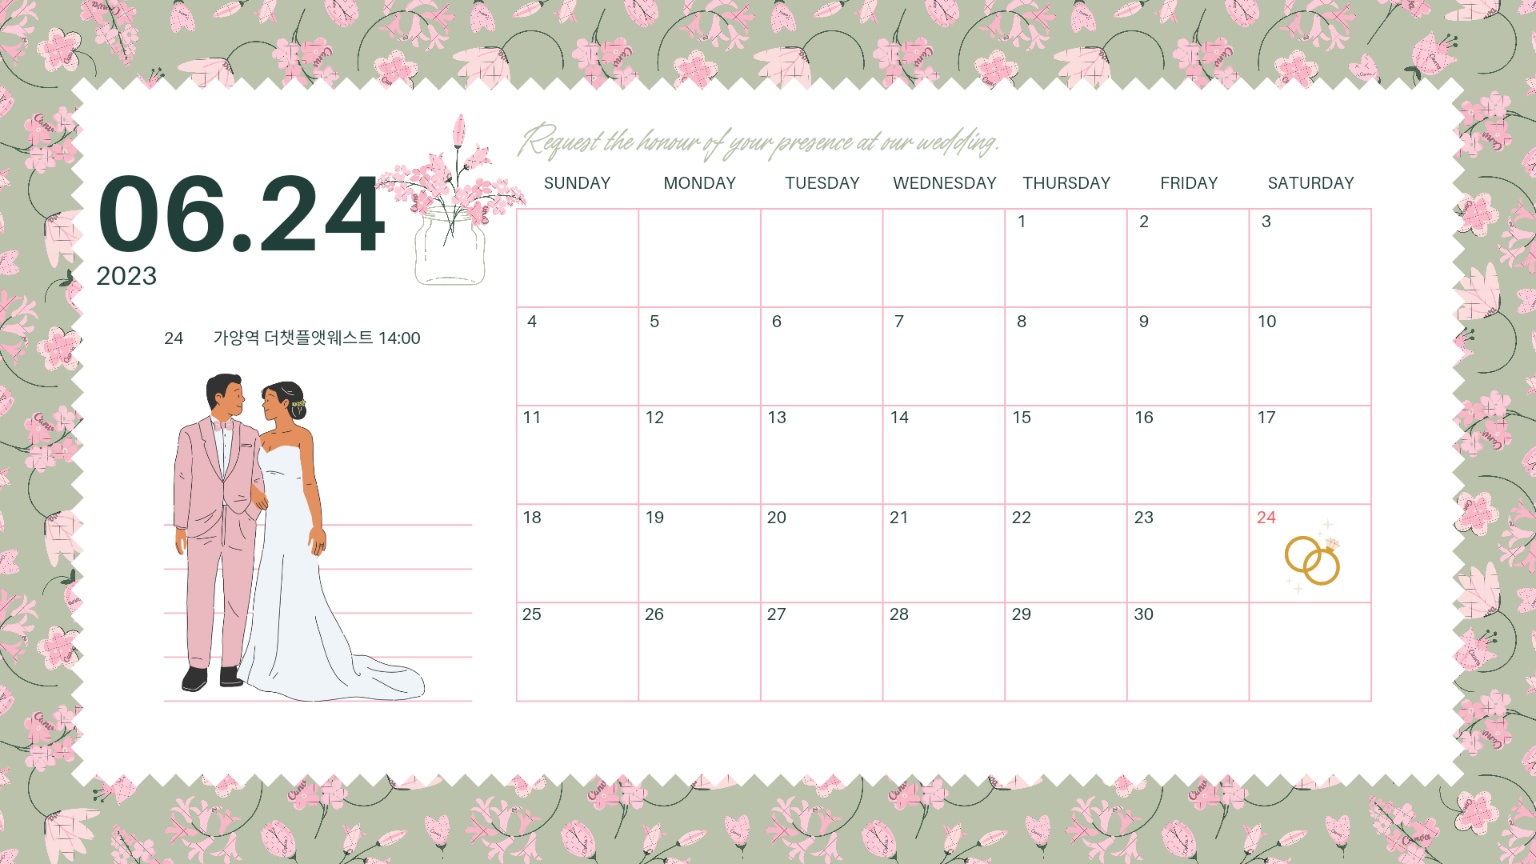 Request the honour of your presence at our wedding.
06.24
2023
24 가양역 더챗플앳웨스트 14:00
SUNDAY MONDAY TUESDAY WEDNESDAY THURSDAY FRIDAY SATURDAY
1 2 3
4 5 6 7 8 9 10
11 12 13 14 15 16 17
18 19 20 21 22 23 24
25 26 27 28 29 30